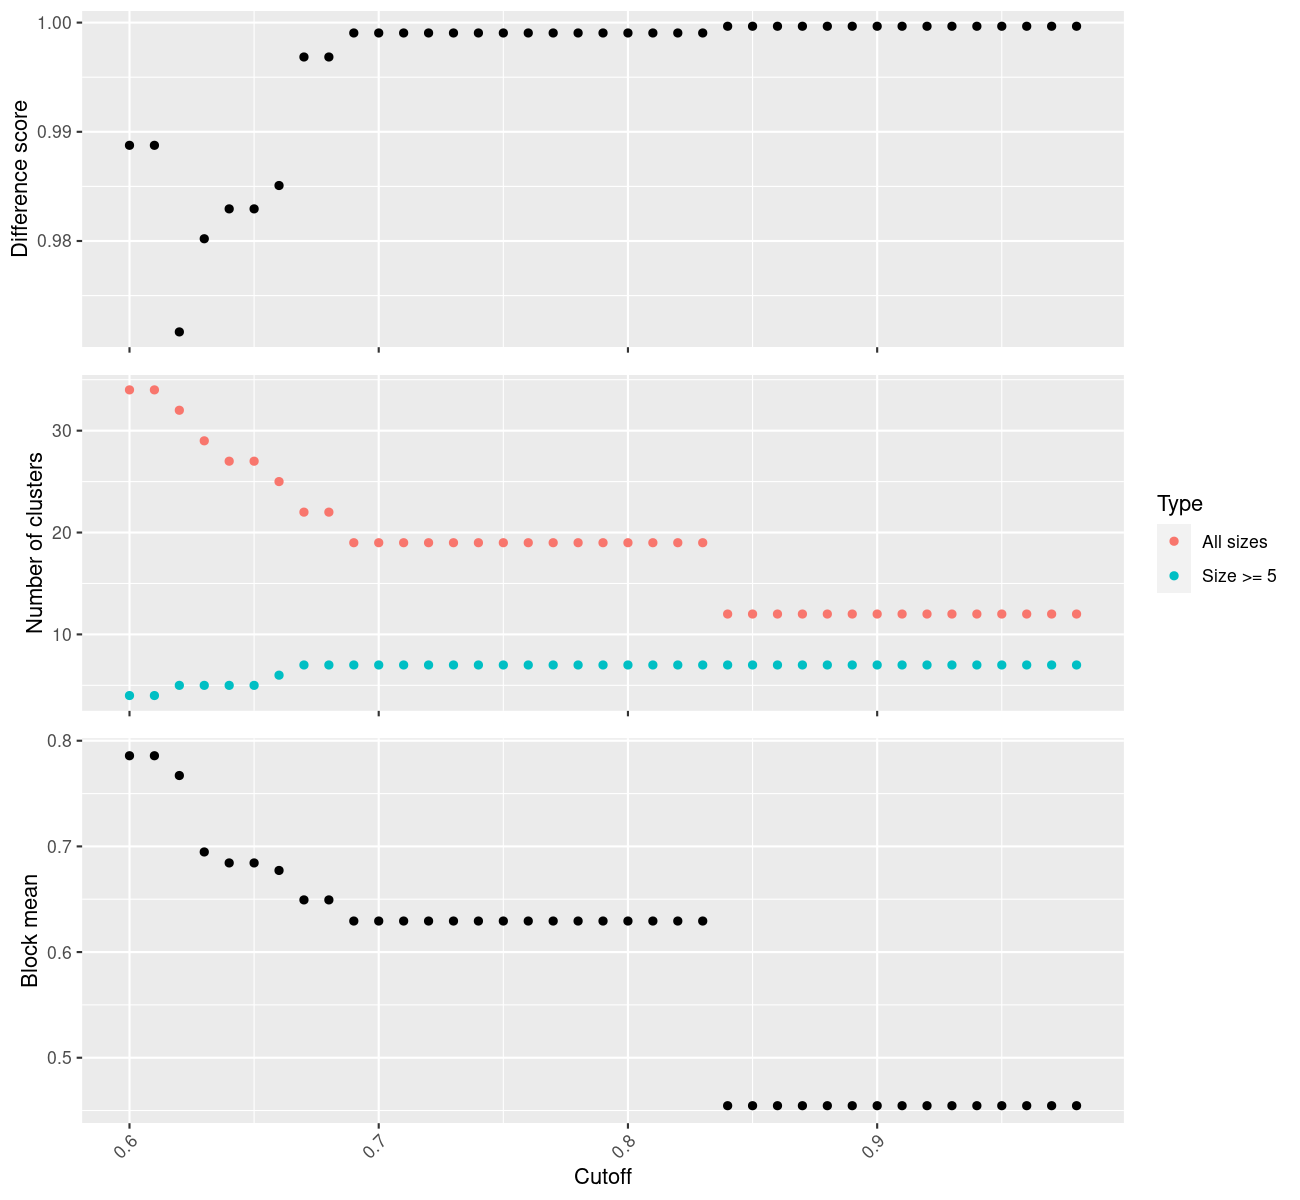 Difference score
1.00
0.99
0.98
Number of clusters
30
20
10
Type
All sizes
Size >= 5
Block mean
0.8
0.7
0.6
0.5
0.6
0.7
0.8
0.9
Cutoff